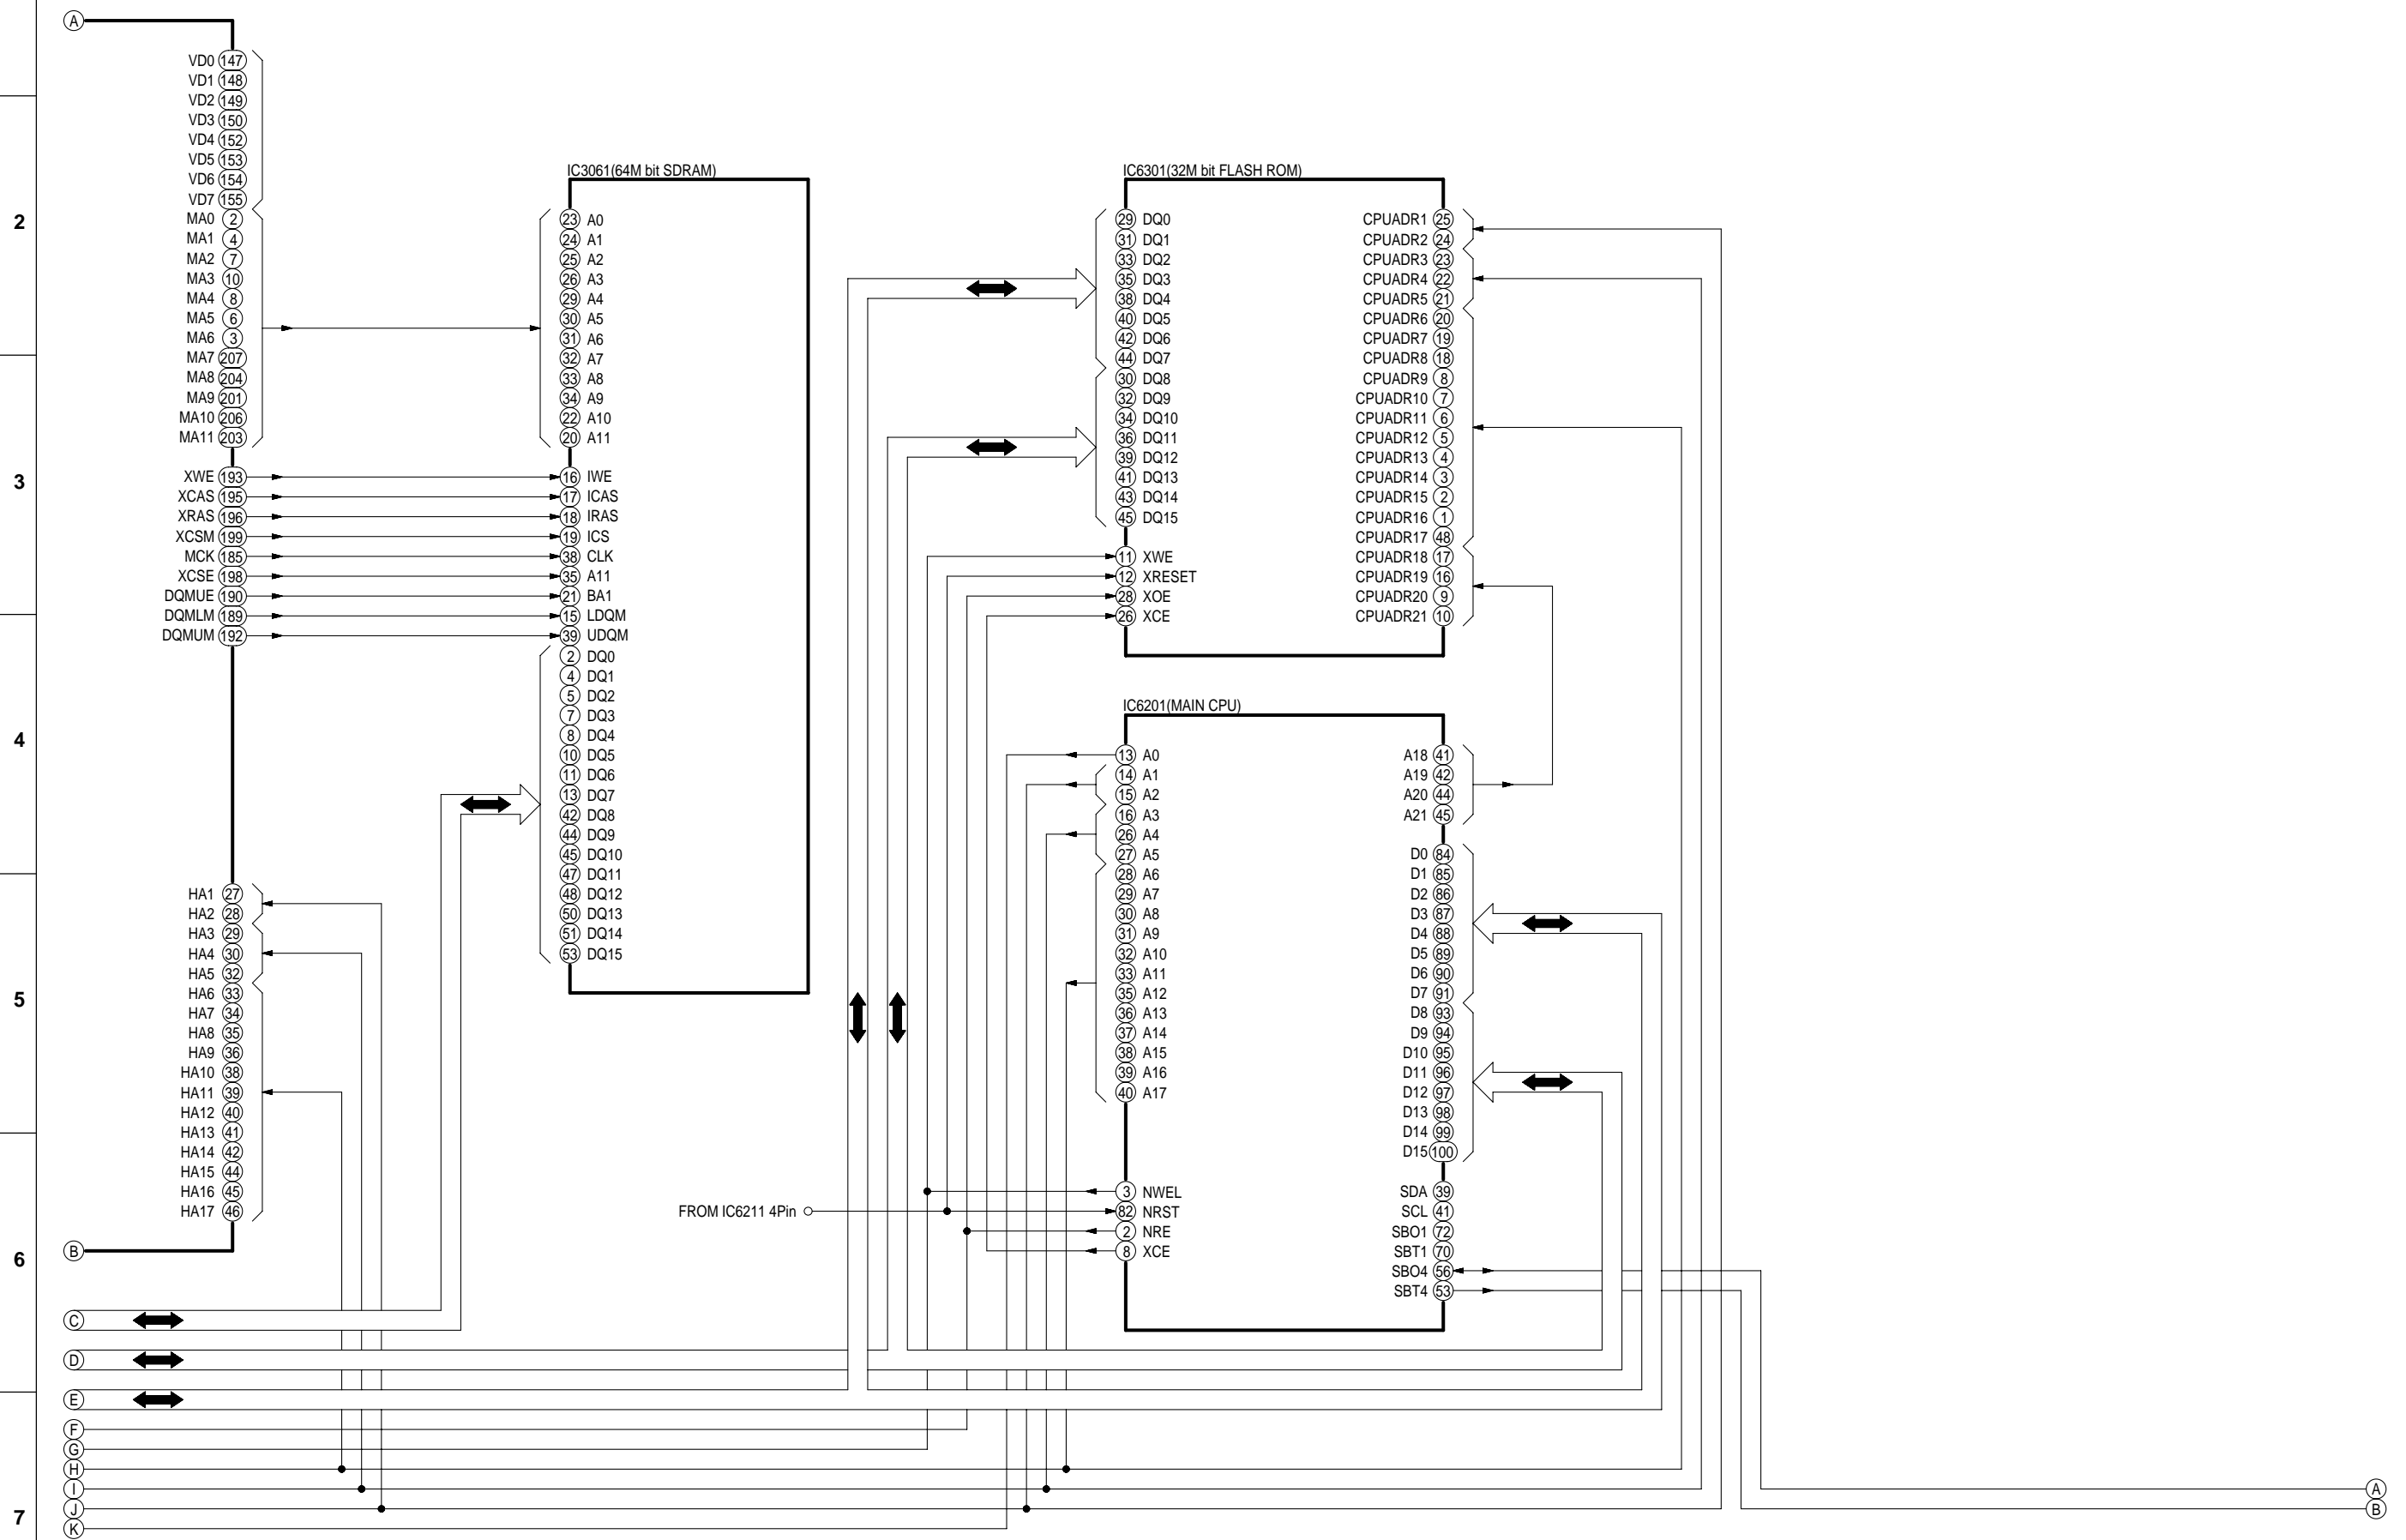 A
VD0 147
VD1 148
VD2 149
VD3 150
VD4 152
VD5 153
VD6 154
VD7 155
MA0 2
MA1 4
MA2 7
MA3 10
MA4 8
MA5 6
MA6 3
MA7 207
MA8 204
MA9 201
MA10 206
MA11 203
XWE 193
XCAS 195
XRAS 196
XCSM 199
MCK 185
XCSE 198
DQMUE 190
DQMLM 189
DQMUM 192
HA1 27
HA2 28
HA3 29
HA4 30
HA5 32
HA6 33
HA7 34
HA8 35
HA9 36
HA10 38
HA11 39
HA12 40
HA13 41
HA14 42
HA15 44
HA16 45
HA17 46
B
IC3061(64M bit SDRAM)
23 A0
24 A1
25 A2
26 A3
29 A4
30 A5
31 A6
32 A7
33 A8
34 A9
22 A10
20 A11
16 IWE
17 ICAS
18 IRAS
19 ICS
38 CLK
35 A11
21 BA1
15 LDQM
39 UDQM
2 DQ0
4 DQ1
5 DQ2
7 DQ3
8 DQ4
10 DQ5
11 DQ6
13 DQ7
42 DQ8
44 DQ9
45 DQ10
47 DQ11
48 DQ12
50 DQ13
51 DQ14
53 DQ15
IC6301(32M bit FLASH ROM)
29 DQ0
31 DQ1
33 DQ2
35 DQ3
38 DQ4
40 DQ5
42 DQ6
44 DQ7
30 DQ8
32 DQ9
34 DQ10
36 DQ11
39 DQ12
41 DQ13
43 DQ14
45 DQ15
11 XWE
12 XRESET
28 XOE
26 XCE
CPUADR1 25
CPUADR2 24
CPUADR3 23
CPUADR4 22
CPUADR5 21
CPUADR6 20
CPUADR7 19
CPUADR8 18
CPUADR9 8
CPUADR10 7
CPUADR11 6
CPUADR12 5
CPUADR13 4
CPUADR14 3
CPUADR15 2
CPUADR16 1
CPUADR17 48
CPUADR18 17
CPUADR19 16
CPUADR20 9
CPUADR21 10
IC6201(MAIN CPU)
13 A0
14 A1
15 A2
16 A3
26 A4
27 A5
28 A6
29 A7
30 A8
31 A9
32 A10
33 A11
35 A12
36 A13
37 A14
38 A15
39 A16
40 A17
3 NWEL
FROM IC6211 4Pin
82 NRST
2 NRE
8 XCE
A18 41
A19 42
A20 44
A21 45
D0 84
D1 85
D2 86
D3 87
D4 88
D5 89
D6 90
D7 91
D8 93
D9 94
D10 95
D11 96
D12 97
D13 98
D14 99
D15 100
SDA 39
SCL 41
SBO1 72
SBT1 70
SBO4 56
SBT4 53
C
D
E
F
G
H
I
J
K
A
B
2
3
4
5
6
7